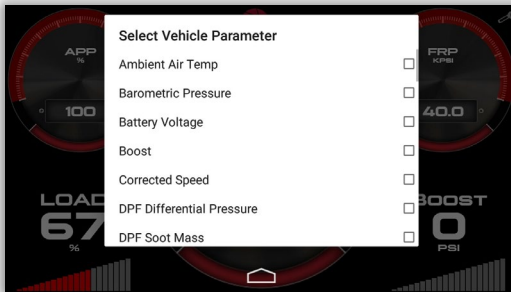 Select Vehicle Parameter
Ambient Air Temp
Barometric Pressure
Battery Voltage
Boost
Corrected Speed
DPF Differential Pressure
DPF Soot Mass
APP
%
100
FRP
KPSI
40.0
LOAD
67
%
BOOST
0
PSI